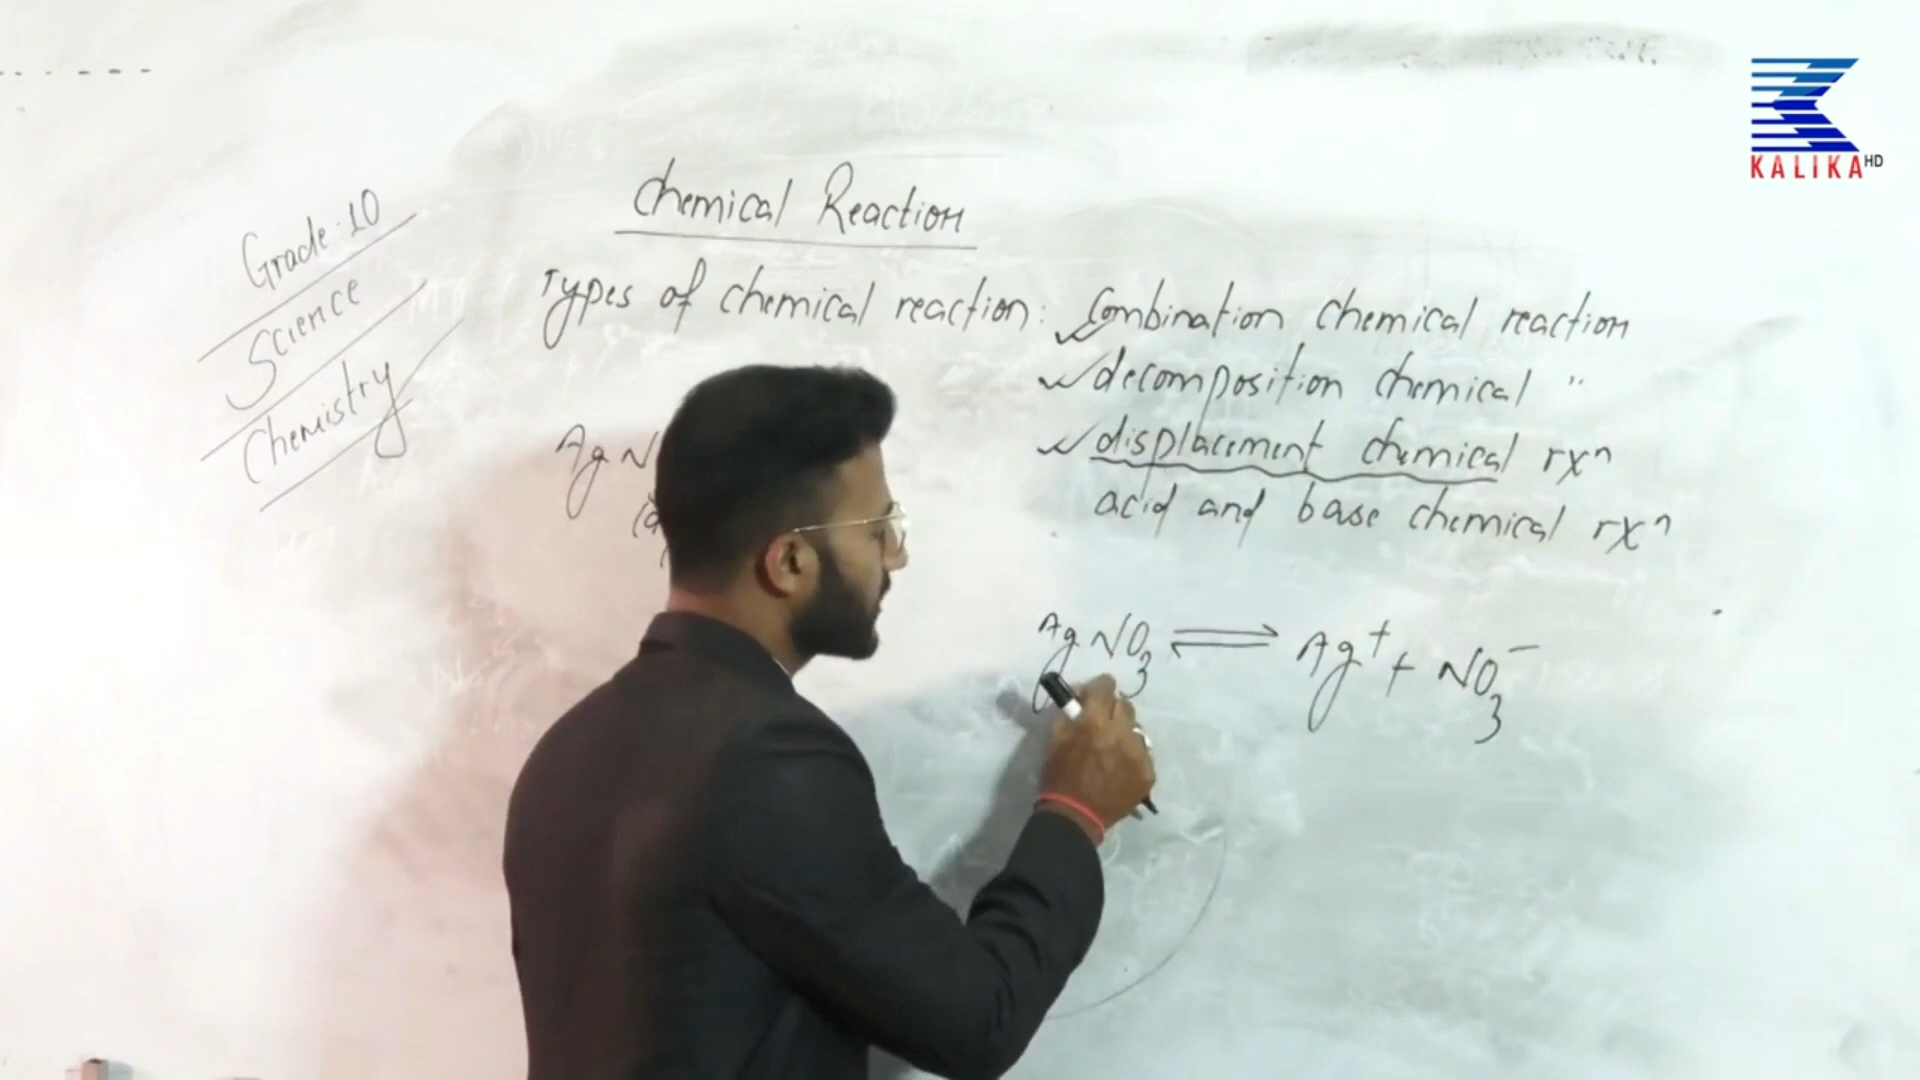 KALIKA HD
Grade: 10
Science
Chemistry
Chemical Reaction
Types of chemical reaction: Combination chemical reaction
decomposition chemical "
displacement chemical rxⁿ
acid and base chemical rxⁿ
AgN
(a
AgNO₃ ⇌ Ag⁺ + NO₃⁻